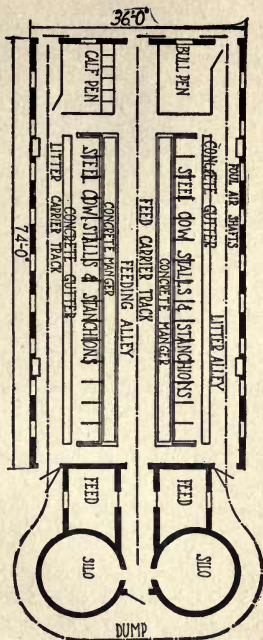 36'-0"
CALF PEN
BULL PEN
FOUL AIR SHAFTS
CONCRETE GUTTER
LITTER ALLEY
STEEL COW STALLS & STANCHIONS
CONCRETE MANGER
FEED CARRIER TRACK
FEEDING ALLEY
CONCRETE MANGER
STEEL COW STALLS & STANCHIONS
CONCRETE GUTTER
LITTER CARRIER TRACK
74'-0"
FEED
FEED
SILO
SILO
DUMP